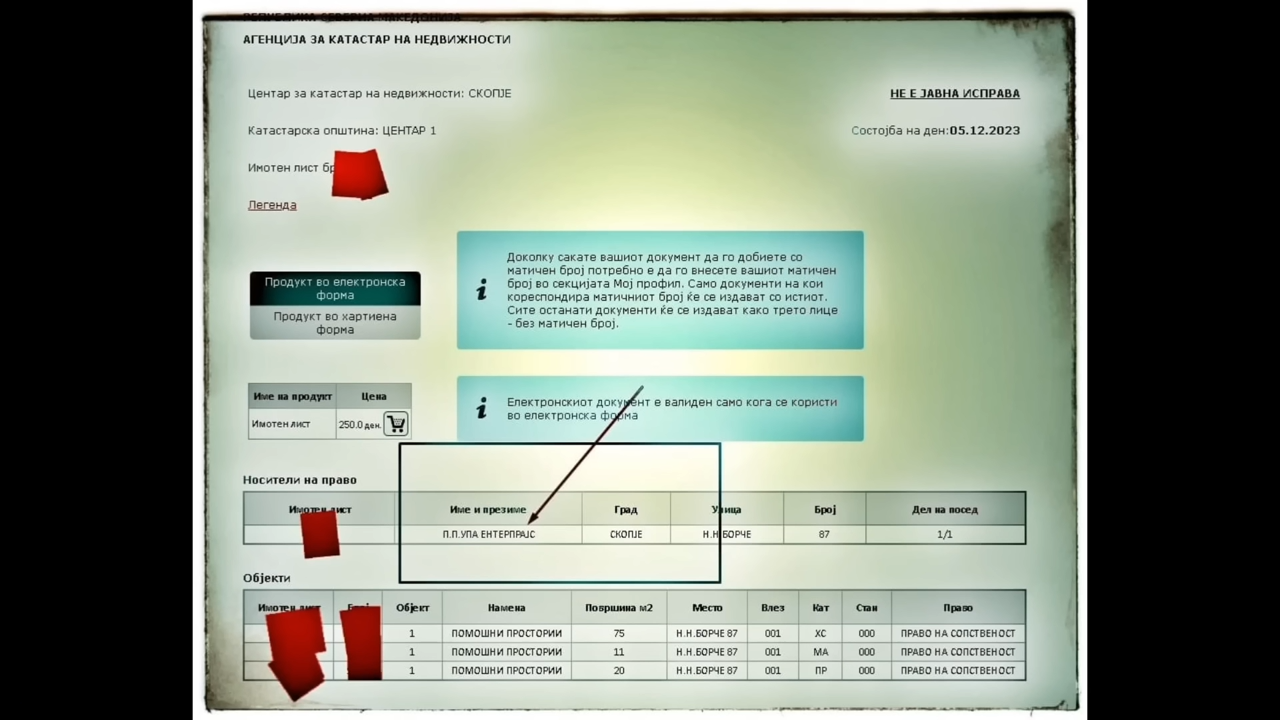 РЕПУБЛИКА СЕВЕРНА МАКЕДОНИЈА
АГЕНЦИЈА ЗА КАТАСТАР НА НЕДВИЖНОСТИ
Центар за катастар на недвижности: СКОПЈЕ
НЕ Е ЈАВНА ИСПРАВА
Катастарска општина: ЦЕНТАР 1
Состојба на ден:05.12.2023
Имотен лист
Легенда
Доколку сакате вашиот документ да го добиете со
матичен број потребно е да го внесете вашиот матичен
број во секцијата Мој профил. Само документи на кои
кореспондира матичниот број ќе се издават со истиот.
Сите останати документи ќе се издават како трето лице
- без матичен број.
Продукт во електронска
форма
Продукт во хартиена
форма
Име на продукт Цена
Имотен лист 250.0 ден.
Електронскиот документ е валиден само кога се користи
во електронска форма
Носители на право
Имотен лист Име и презиме Град Улица Број Дел на посед
П.П.УПА ЕНТЕРПРАЈС СКОПЈЕ Н.Н.БОРЧЕ 87 1/1
Објекти
Имотен лист Број Објект Намена Површина м2 Место Влез Кат Стан Право
1 ПОМОШНИ ПРОСТОРИИ 75 Н.Н.БОРЧЕ 87 001 ХС 000 ПРАВО НА СОПСТВЕНОСТ
1 ПОМОШНИ ПРОСТОРИИ 11 Н.Н.БОРЧЕ 87 001 МА 000 ПРАВО НА СОПСТВЕНОСТ
1 ПОМОШНИ ПРОСТОРИИ 20 Н.Н.БОРЧЕ 87 001 ПР 000 ПРАВО НА СОПСТВЕНОСТ